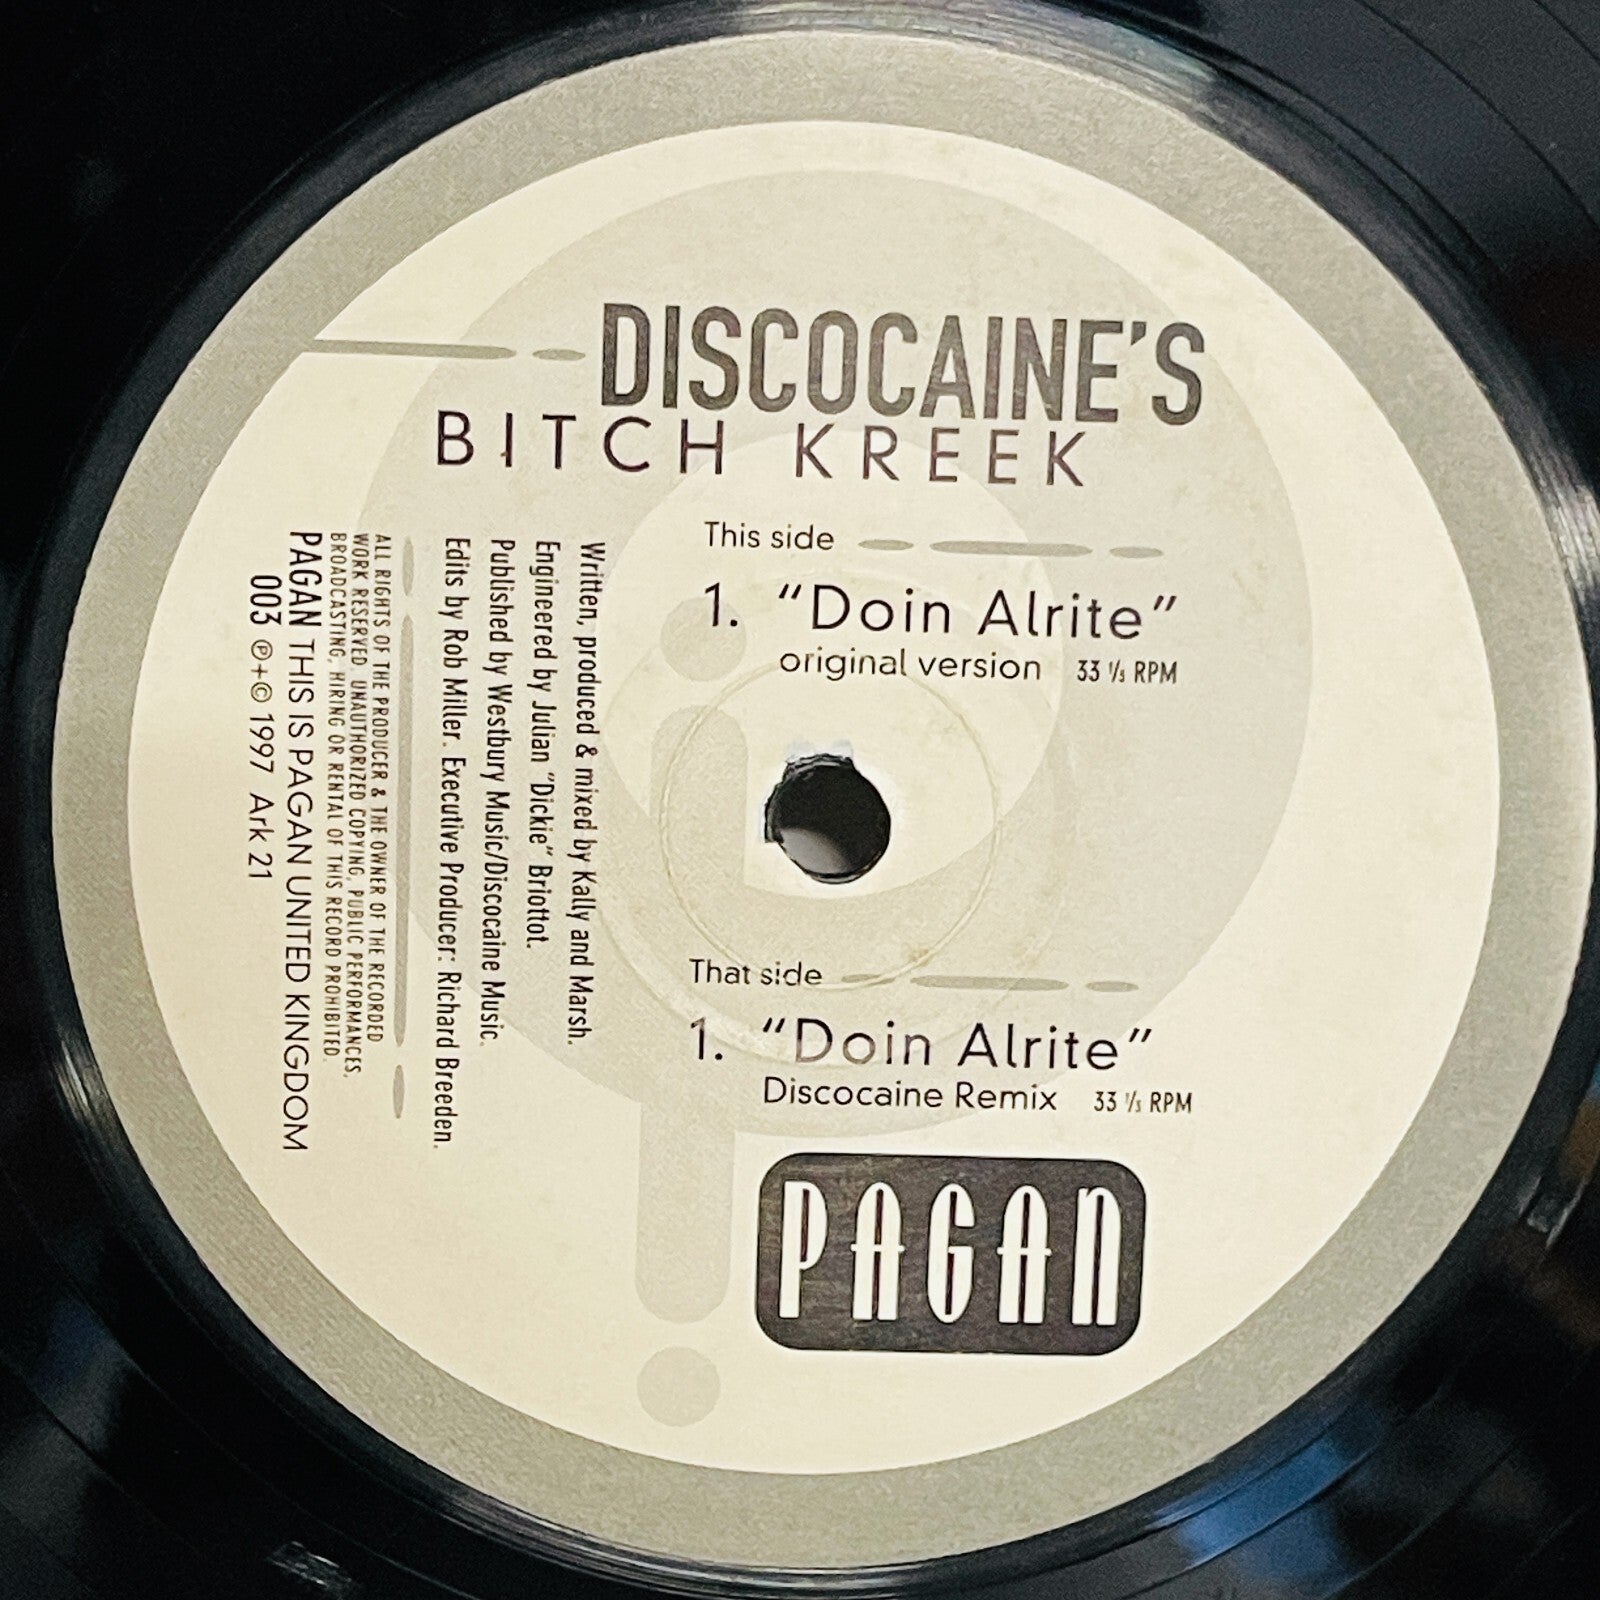 DISCOCAINE'S
BITCH KREEK
This side
1. "Doin Alrite"
original version 33 ⅓ RPM
That side
1. "Doin Alrite"
Discocaine Remix 33 ⅓ RPM
PAGAN
Written, produced & mixed by Kally and Marsh.
Engineered by Julian "Dickie" Briottot.
Published by Westbury Music/Discocaine Music.
Edits by Rob Miller. Executive Producer: Richard Breeden.
ALL RIGHTS OF THE PRODUCER & THE OWNER OF THE RECORDED
WORK RESERVED. UNAUTHORIZED COPYING, PUBLIC PERFORMANCES,
BROADCASTING, HIRING OR RENTAL OF THIS RECORD PROHIBITED.
PAGAN THIS IS PAGAN UNITED KINGDOM
003 ℗+© 1997 Ark 21